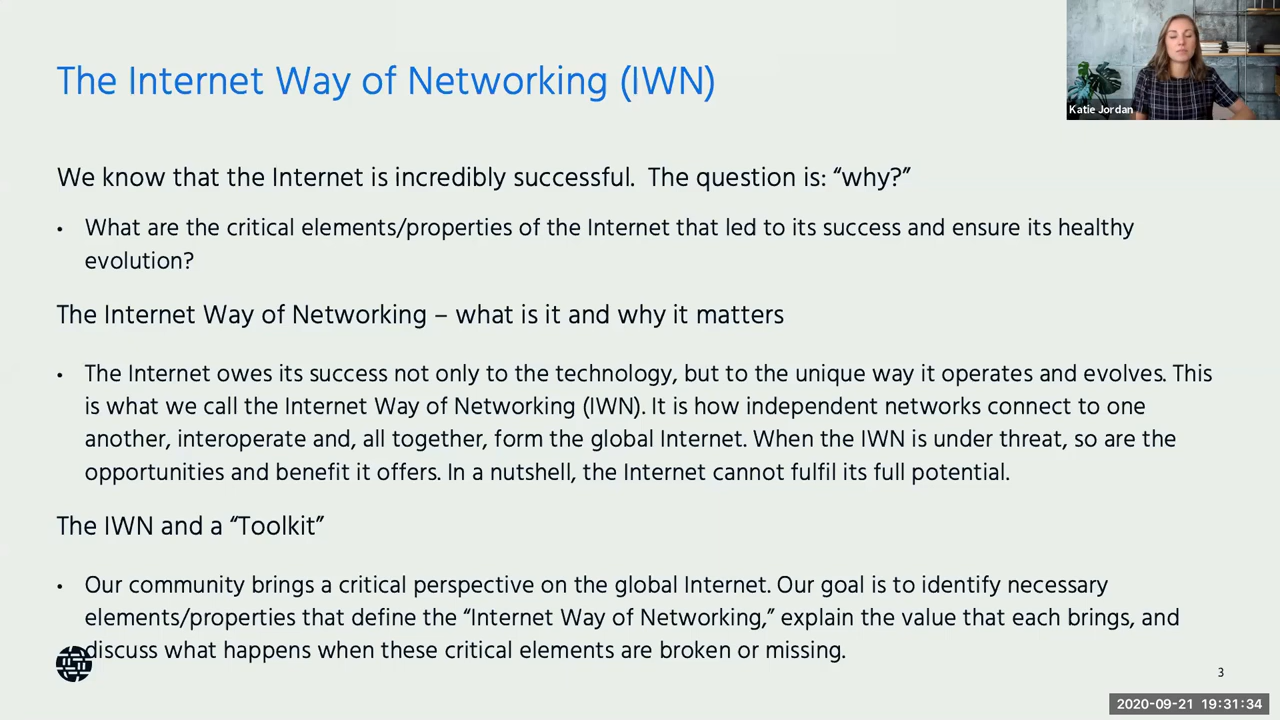 The Internet Way of Networking (IWN)
Katie Jordan
We know that the Internet is incredibly successful.  The question is: “why?”
• What are the critical elements/properties of the Internet that led to its success and ensure its healthy
evolution?
The Internet Way of Networking – what is it and why it matters
• The Internet owes its success not only to the technology, but to the unique way it operates and evolves. This
is what we call the Internet Way of Networking (IWN). It is how independent networks connect to one
another, interoperate and, all together, form the global Internet. When the IWN is under threat, so are the
opportunities and benefit it offers. In a nutshell, the Internet cannot fulfil its full potential.
The IWN and a “Toolkit”
• Our community brings a critical perspective on the global Internet. Our goal is to identify necessary
elements/properties that define the “Internet Way of Networking,” explain the value that each brings, and
discuss what happens when these critical elements are broken or missing.
3
2020-09-21 19:31:34